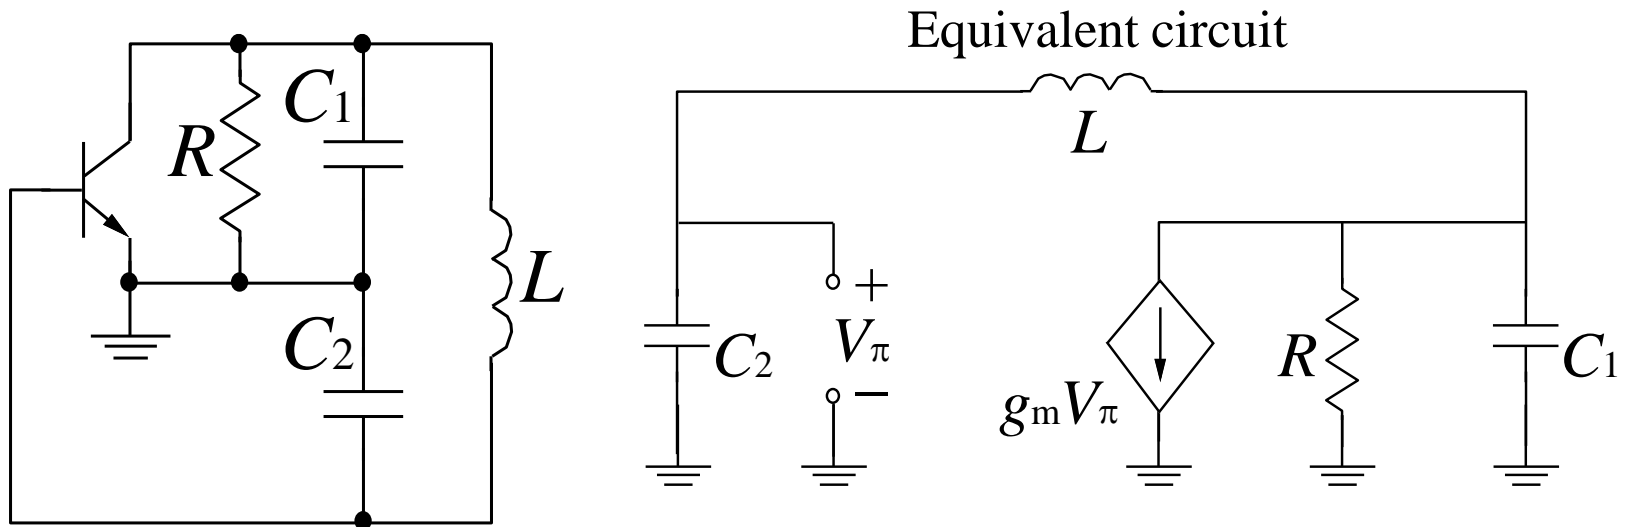 Equivalent circuit
C1
R
L
C2
L
+
Vπ
−
C2
gmVπ
R
C1